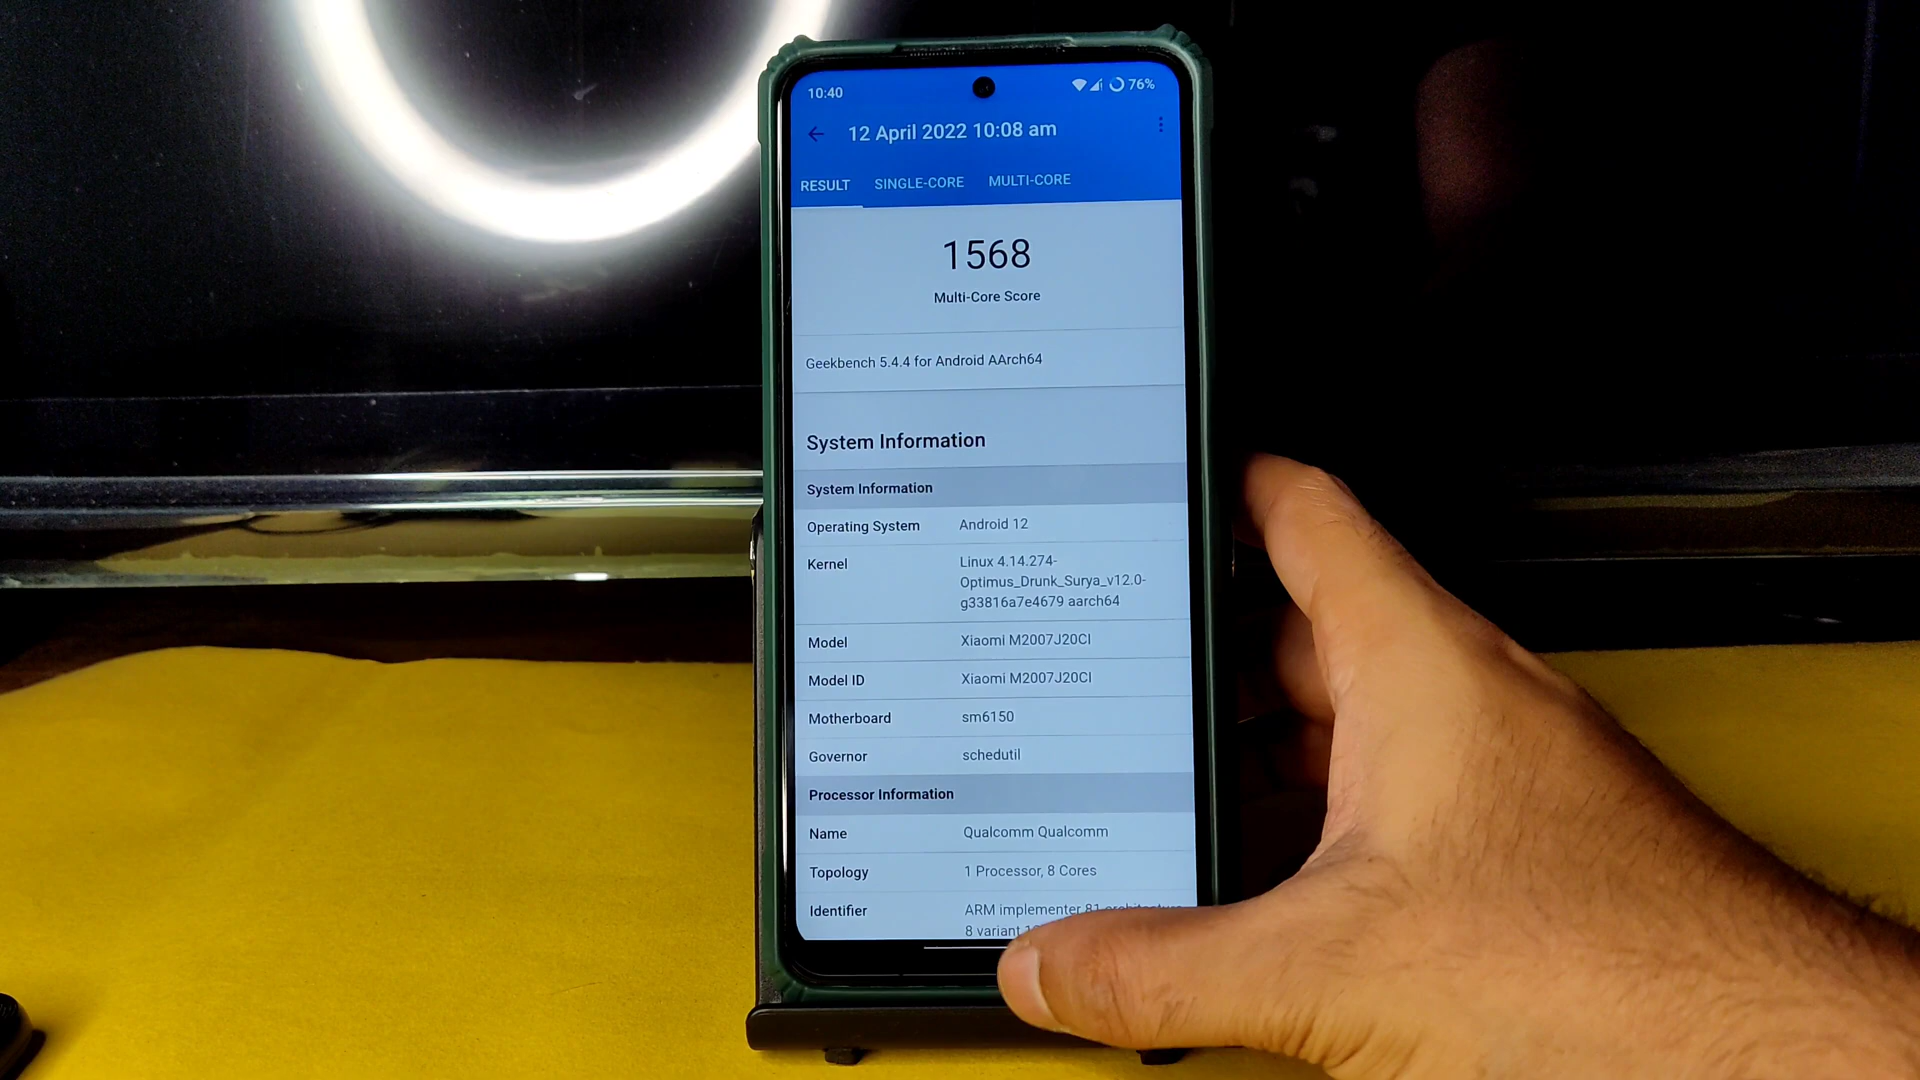 10:40
76%
12 April 2022 10:08 am
RESULT SINGLE-CORE MULTI-CORE
1568
Multi-Core Score
Geekbench 5.4.4 for Android AArch64
System Information
System Information
Operating System Android 12
Kernel Linux 4.14.274-
Optimus_Drunk_Surya_v12.0-
g33816a7e4679 aarch64
Model Xiaomi M2007J20CI
Model ID Xiaomi M2007J20CI
Motherboard sm6150
Governor schedutil
Processor Information
Name Qualcomm Qualcomm
Topology 1 Processor, 8 Cores
Identifier ARM implementer 81 architecture
8 variant